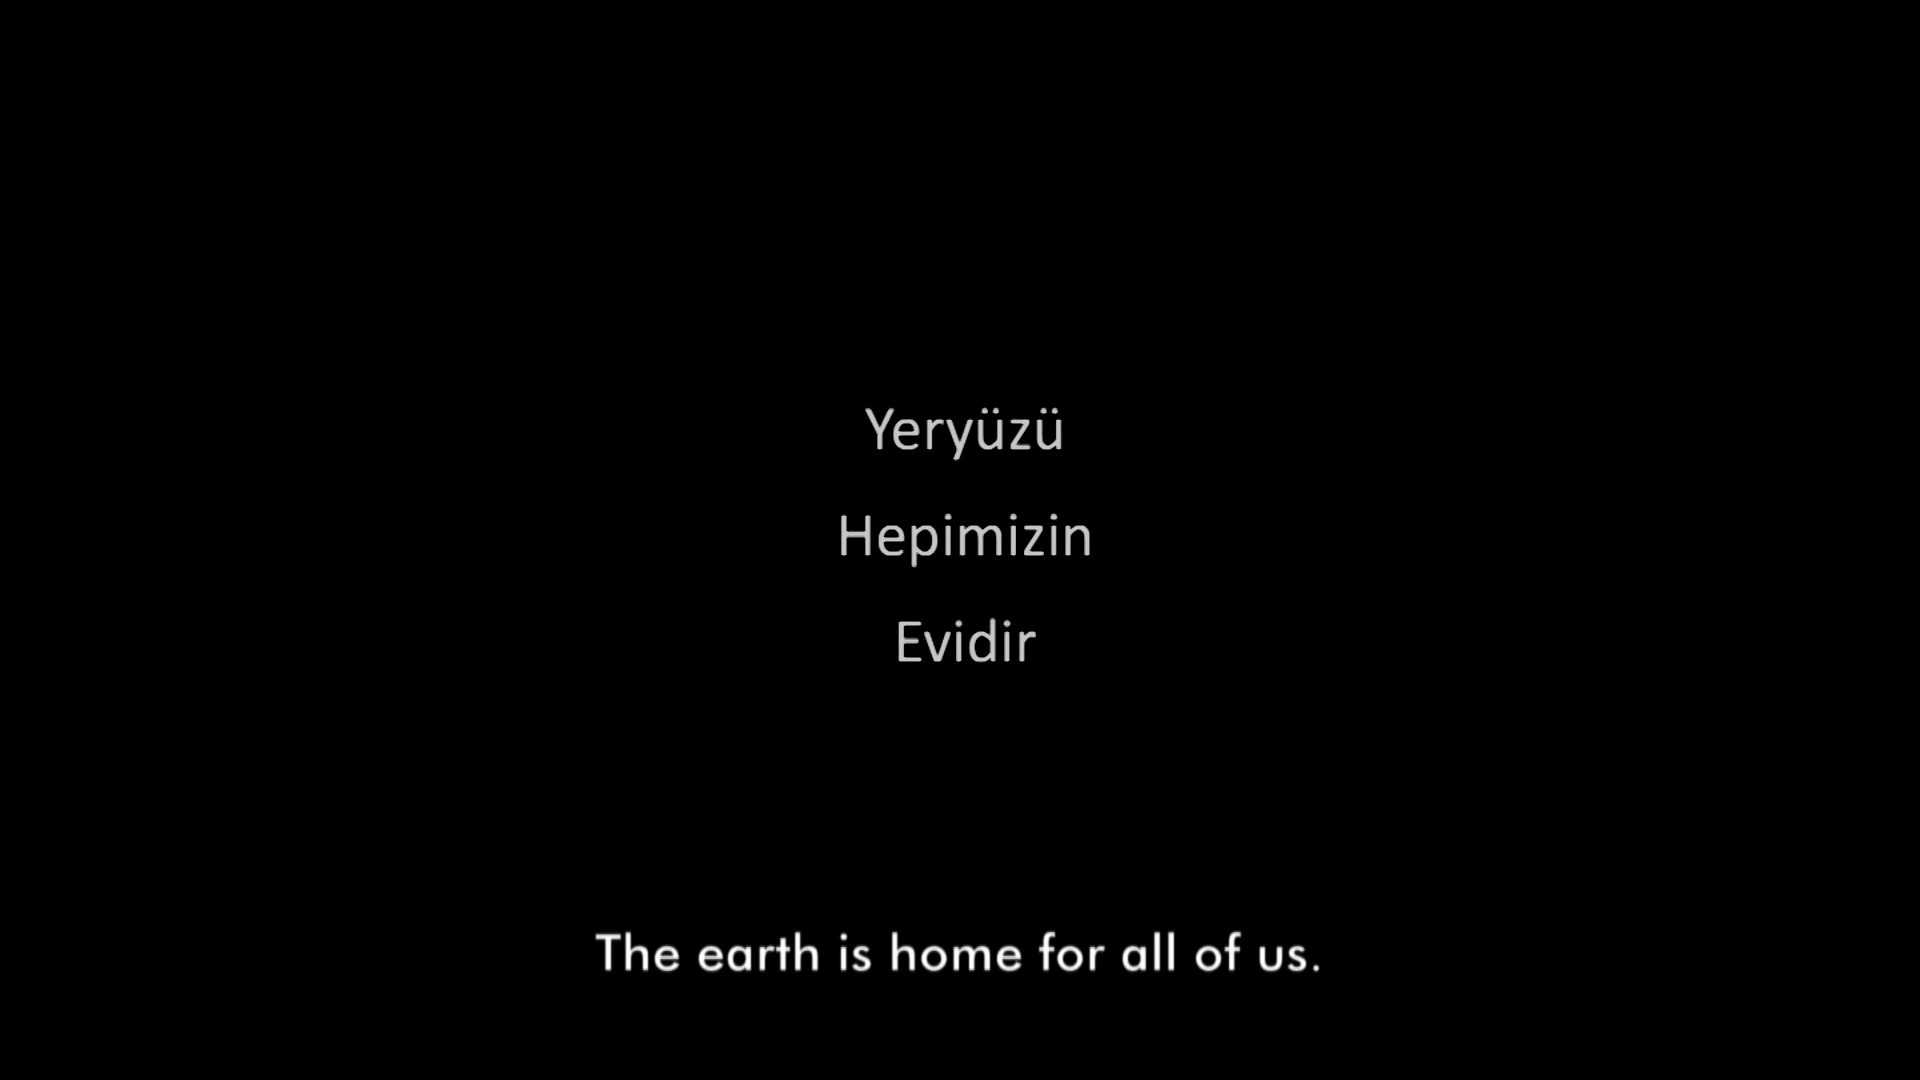 Yeryüzü
Hepimizin
Evidir
The earth is home for all of us.